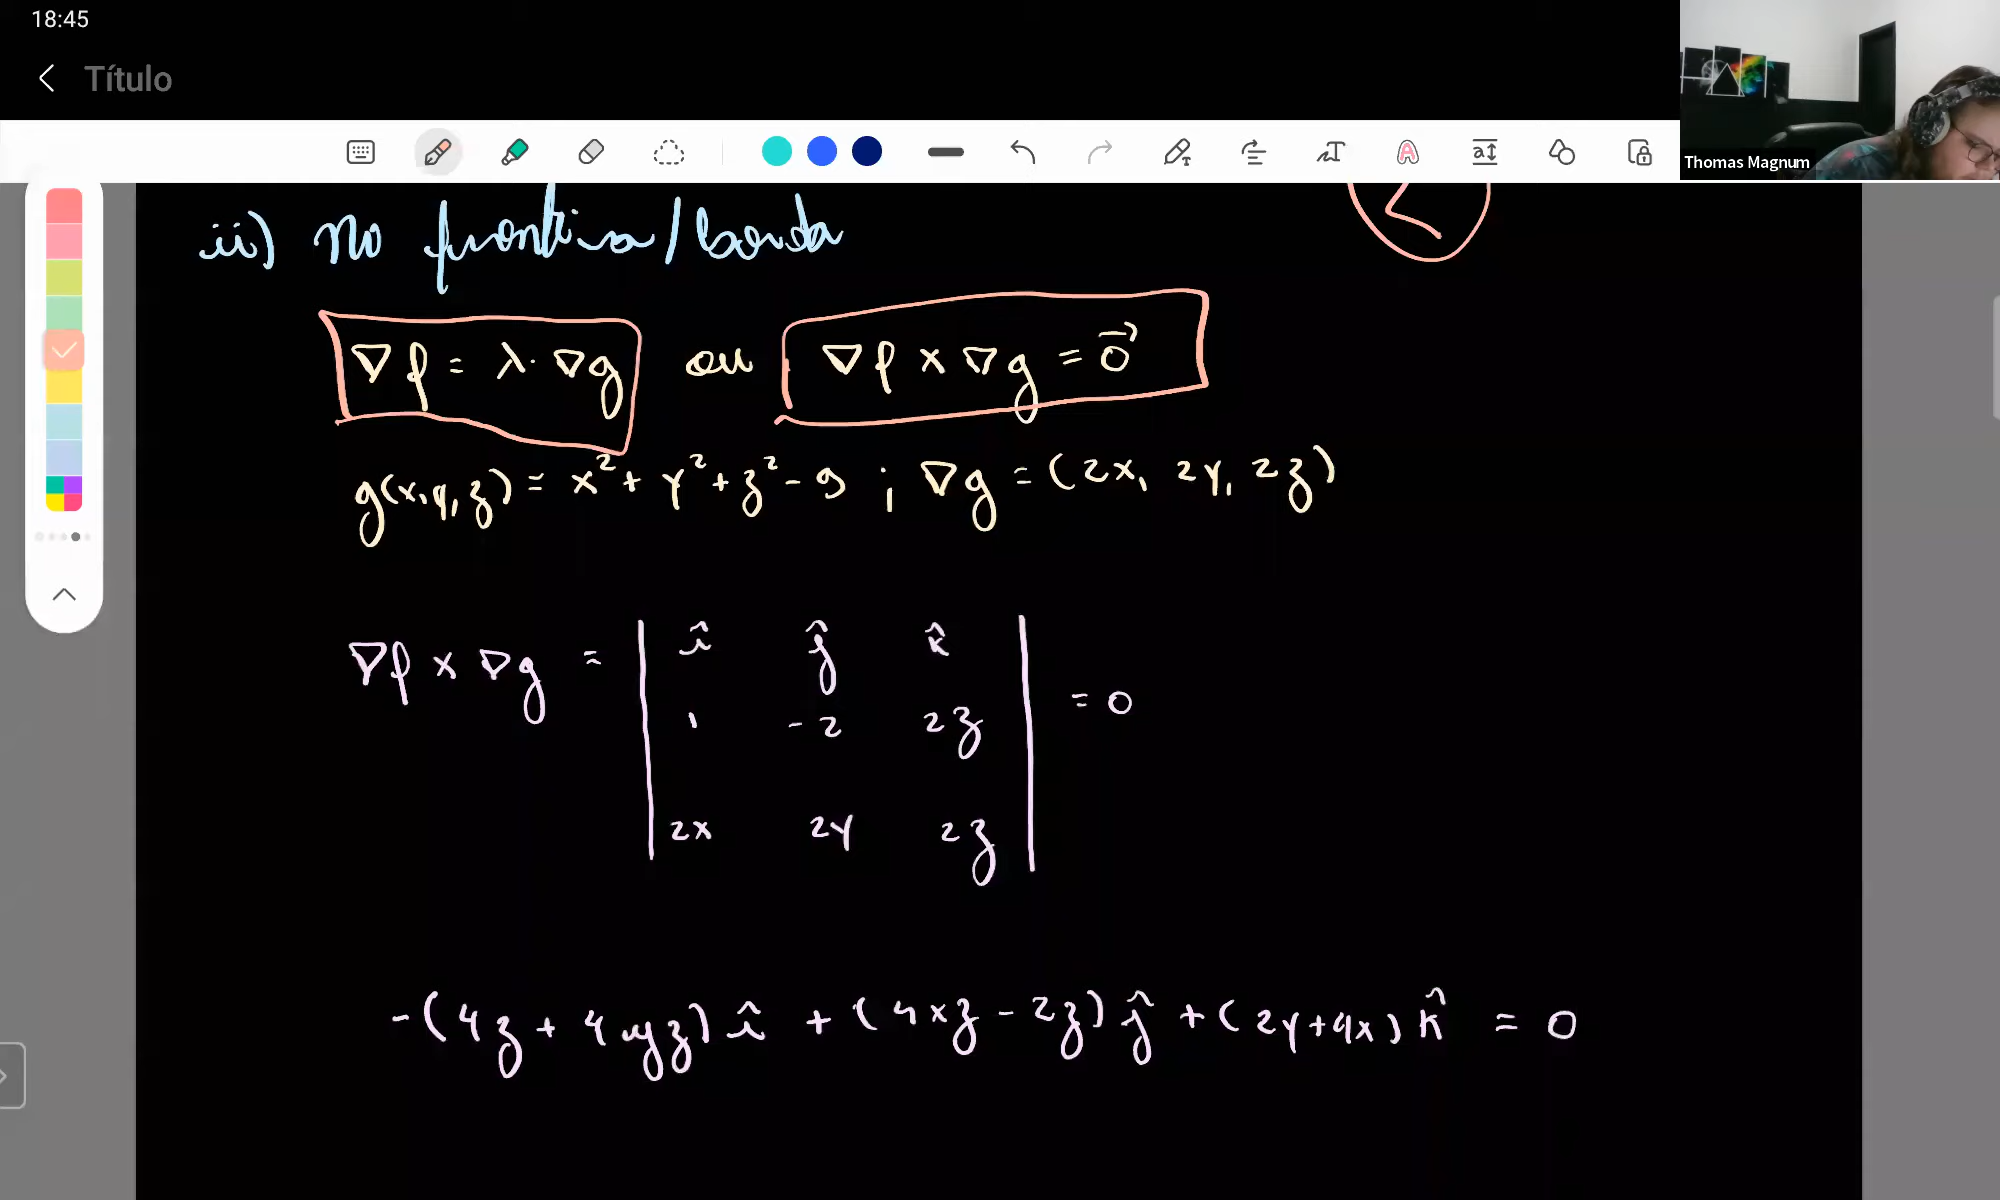 18:45
Título
Thomas Magnum
ii) No fronteira/borda
∇f = λ·∇g ou ∇f × ∇g = 0⃗
g(x,y,z) = x² + y² + z² - 9 ; ∇g = (2x, 2y, 2z)
∇f × ∇g = | î ĵ k̂ | = 0
1 -2 2z
2x 2y 2z
-(4z + 4yz) î + (4xz - 2z) ĵ + (2y + 4x) k̂ = 0